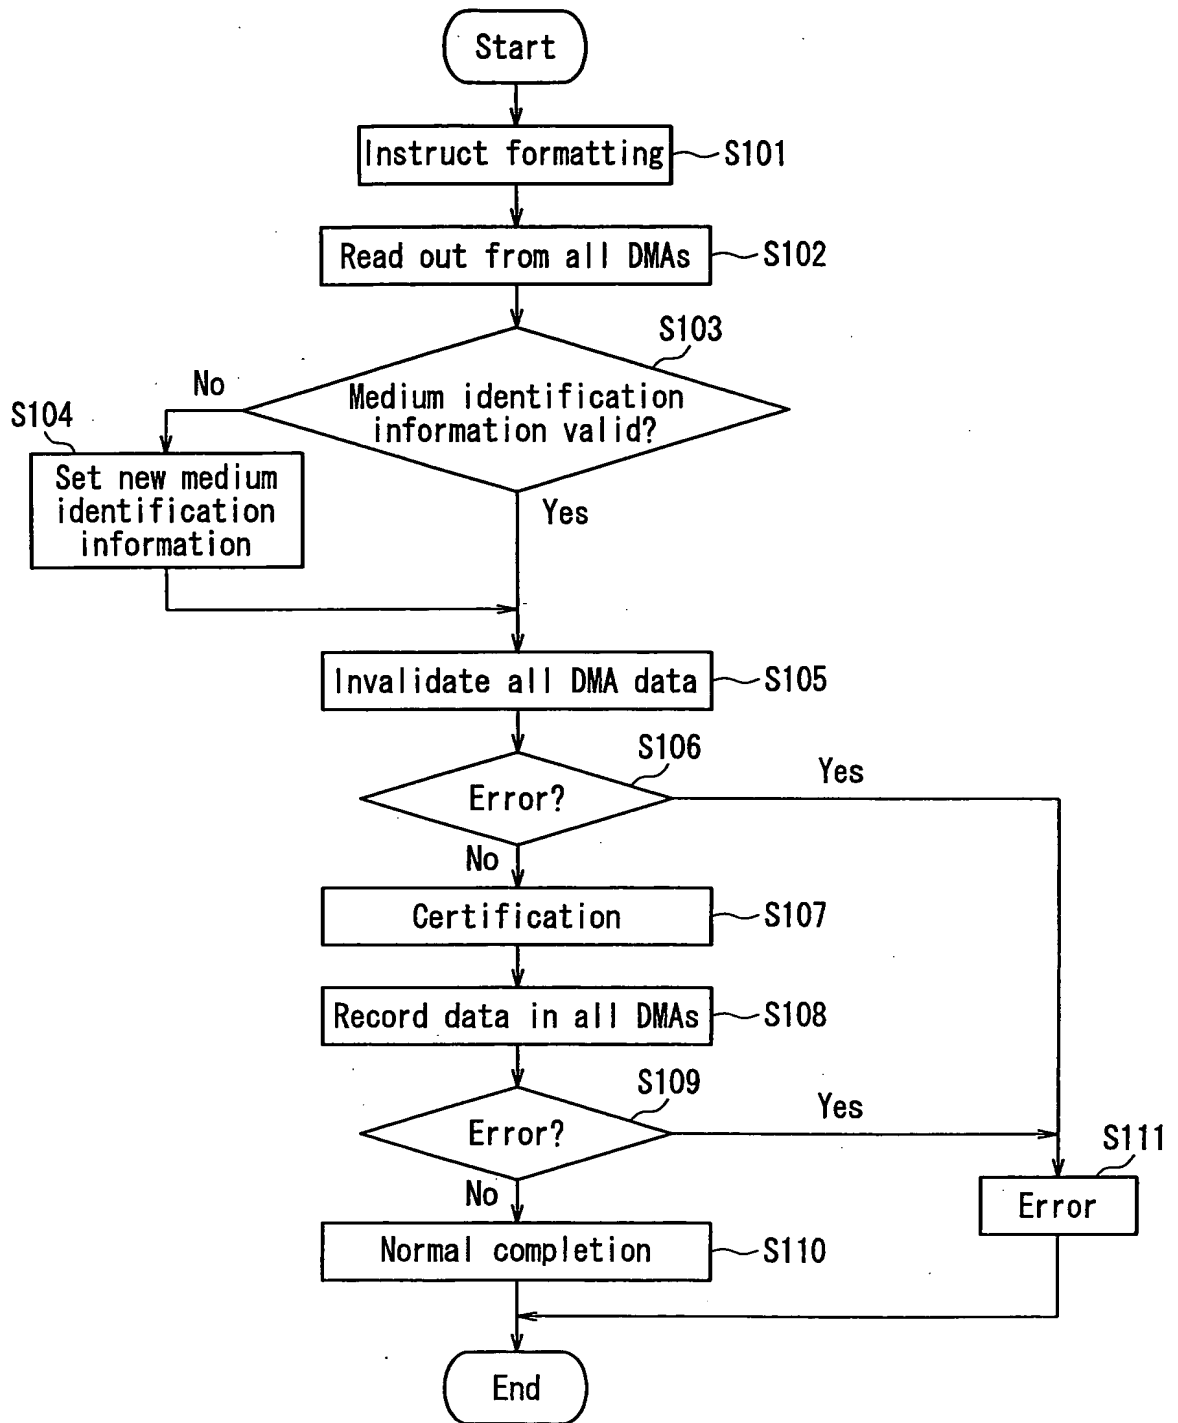 Start
Instruct formatting
S101
Read out from all DMAs
S102
S103
Medium identification
information valid?
No
S104
Set new medium
identification
information
Yes
Invalidate all DMA data
S105
S106
Error?
Yes
No
Certification
S107
Record data in all DMAs
S108
S109
Error?
Yes
No
S111
Error
Normal completion
S110
End